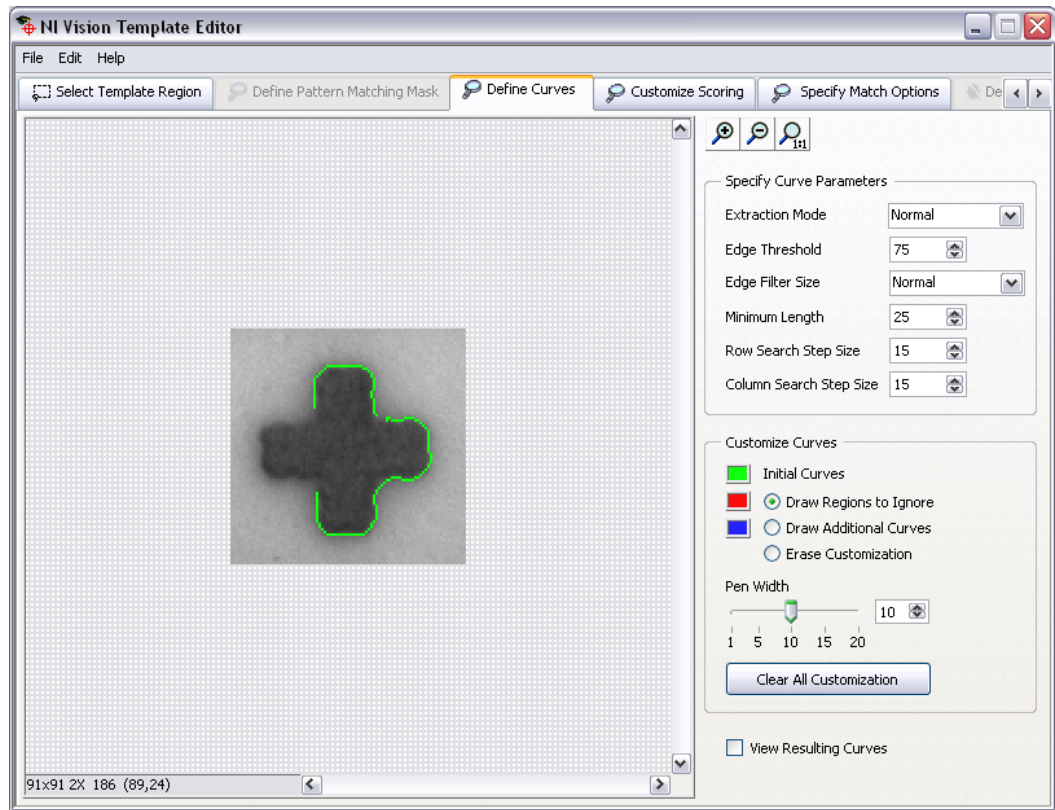 NI Vision Template Editor
File Edit Help
Select Template Region Define Pattern Matching Mask Define Curves Customize Scoring Specify Match Options De
1:1
Specify Curve Parameters
Extraction Mode Normal
Edge Threshold 75
Edge Filter Size Normal
Minimum Length 25
Row Search Step Size 15
Column Search Step Size 15
Customize Curves
Initial Curves
Draw Regions to Ignore
Draw Additional Curves
Erase Customization
Pen Width
10
1 5 10 15 20
Clear All Customization
View Resulting Curves
91x91 2X 186 (89,24)